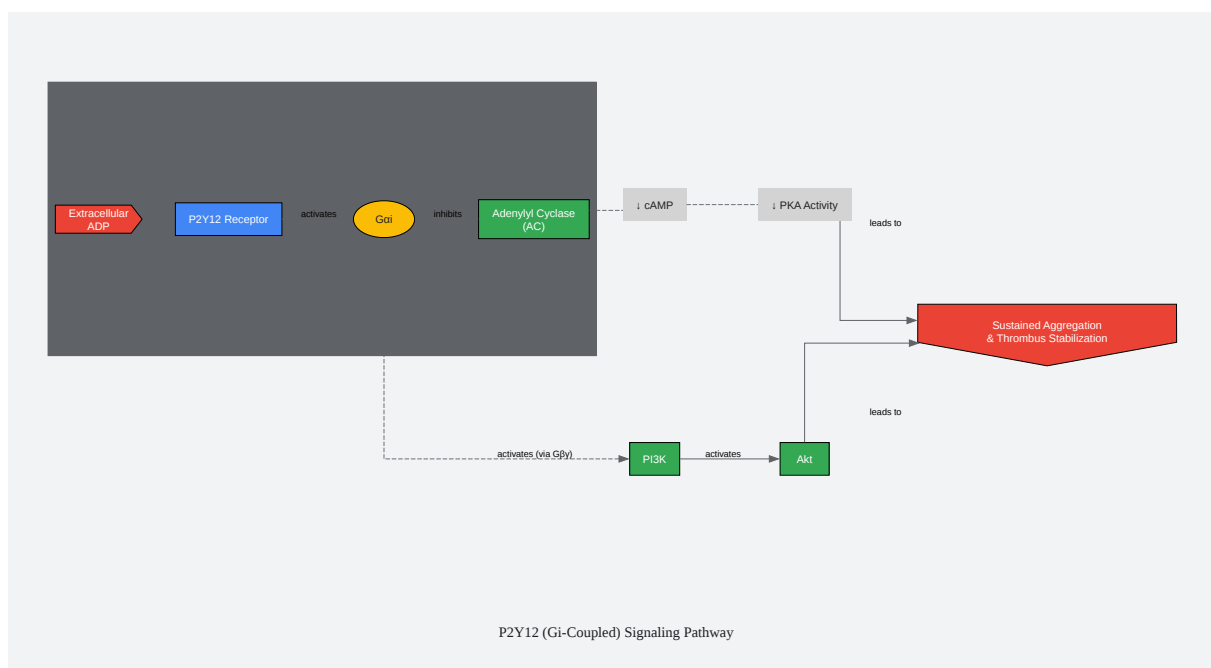 Extracellular
ADP
P2Y12 Receptor
activates
Gαi
inhibits
Adenylyl Cyclase
(AC)
↓ cAMP
↓ PKA Activity
leads to
Sustained Aggregation
& Thrombus Stabilization
leads to
activates (via Gβγ)
PI3K
activates
Akt
P2Y12 (Gi-Coupled) Signaling Pathway